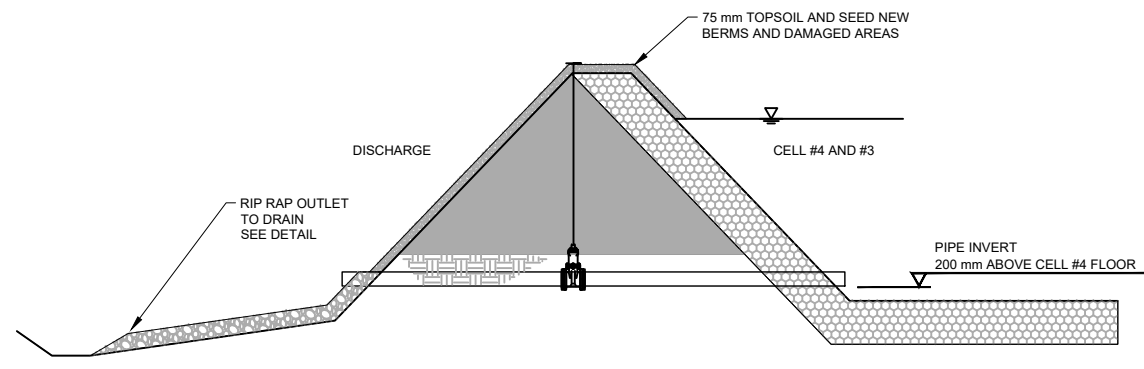 75 mm TOPSOIL AND SEED NEW
BERMS AND DAMAGED AREAS
DISCHARGE
CELL #4 AND #3
RIP RAP OUTLET
TO DRAIN
SEE DETAIL
PIPE INVERT
200 mm ABOVE CELL #4 FLOOR